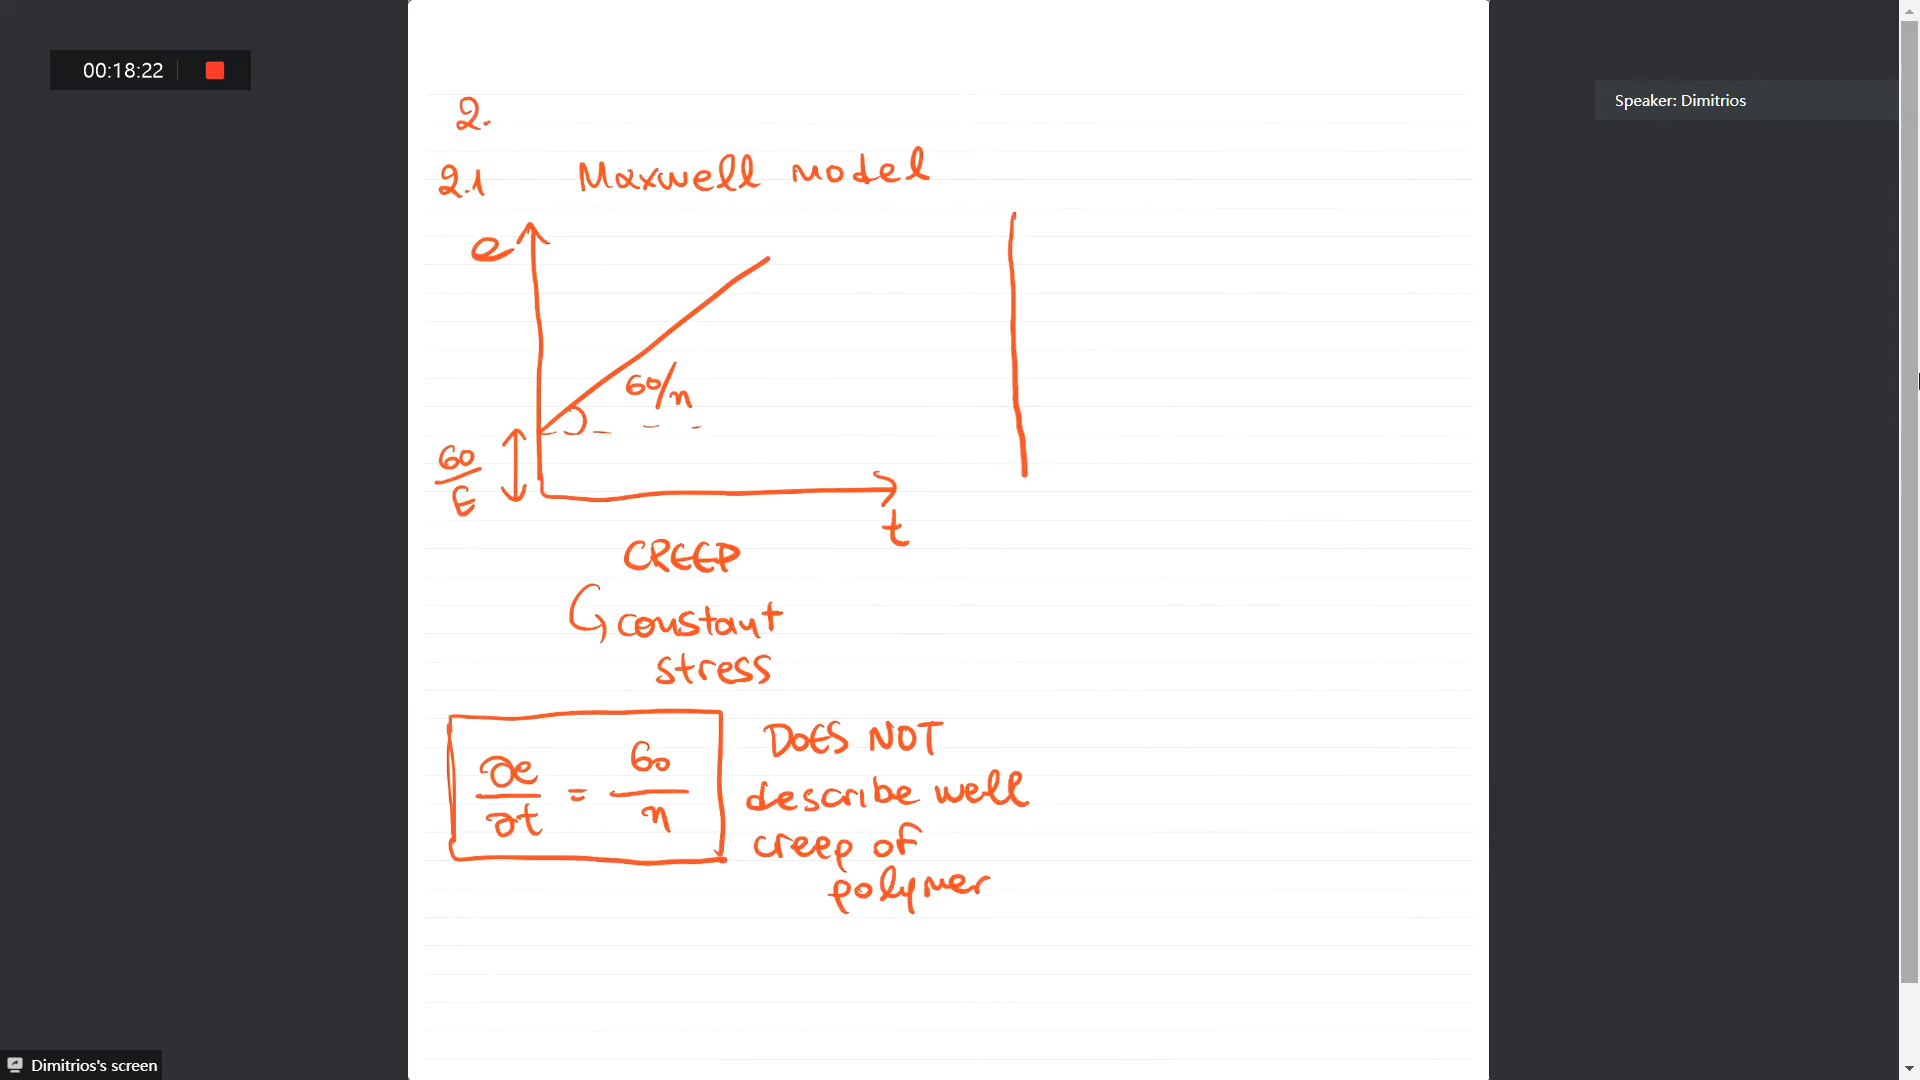 00:18:22
Speaker: Dimitrios
2.
2.1 Maxwell model
e
σ0/η
σ0/E
t
CREEP
constant
stress
∂e/∂t = σ0/η
DOES NOT
describe well
creep of
polymer
Dimitrios's screen